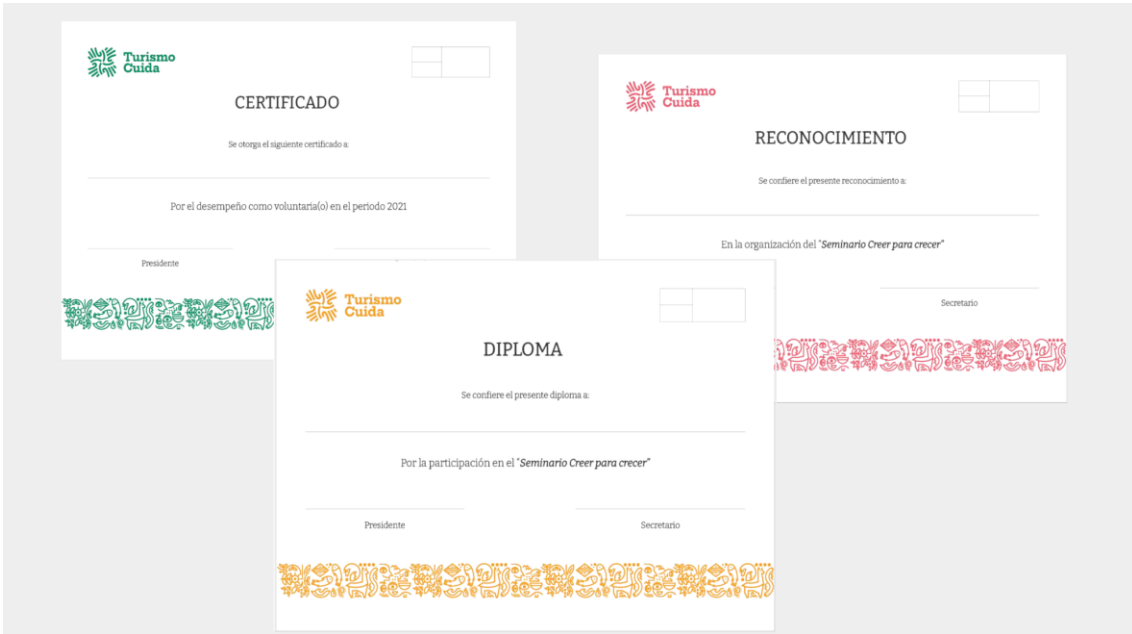 Turismo
Cuida
CERTIFICADO
Se otorga el siguiente certificado a:
Por el desempeño como voluntaria(o) en el periodo 2021
Presidente
Turismo
Cuida
RECONOCIMIENTO
Se confiere el presente reconocimiento a:
En la organización del "Seminario Creer para crecer"
Secretario
Turismo
Cuida
DIPLOMA
Se confiere el presente diploma a:
Por la participación en el "Seminario Creer para crecer"
Presidente
Secretario